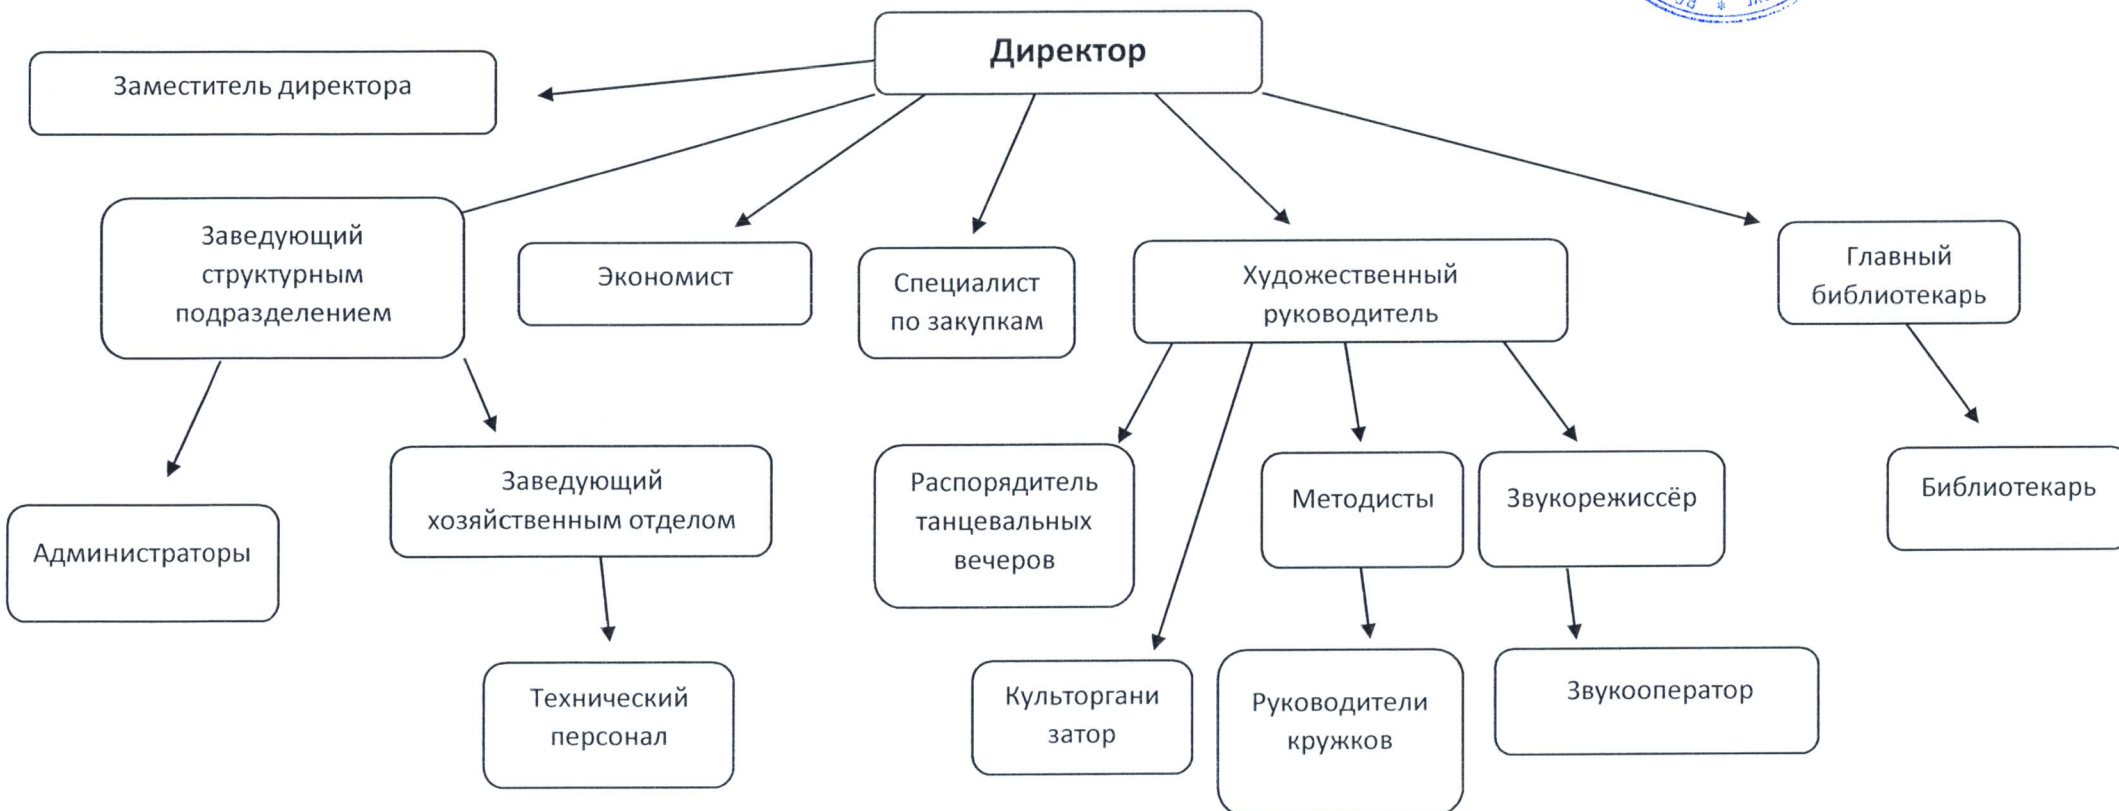 Директор
Заместитель директора
Заведующий
структурным
подразделением
Экономист
Специалист
по закупкам
Художественный
руководитель
Главный
библиотекарь
Администраторы
Заведующий
хозяйственным отделом
Распорядитель
танцевальных
вечеров
Методисты
Звукорежиссёр
Библиотекарь
Технический
персонал
Культоргани
затор
Руководители
кружков
Звукооператор